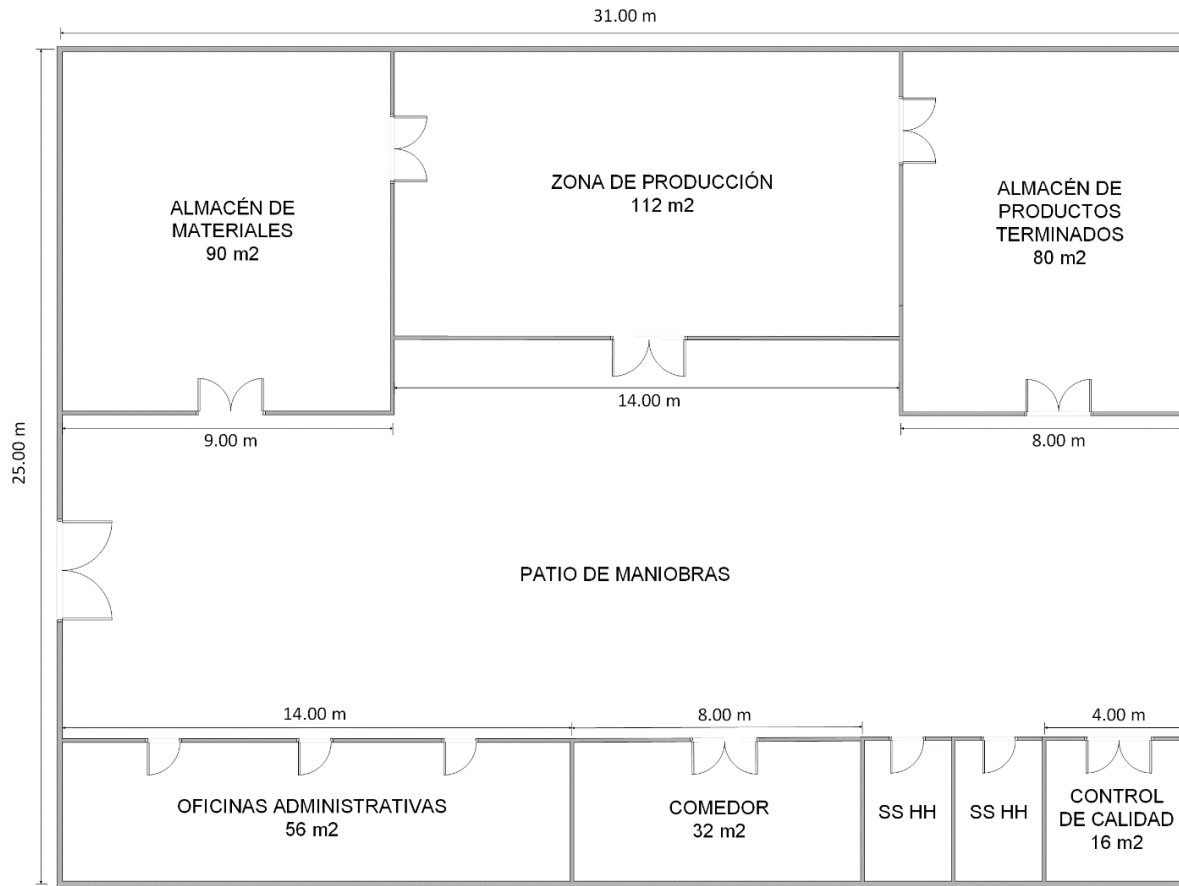 31.00 m
ALMACÉN DE
MATERIALES
90 m2
ZONA DE PRODUCCIÓN
112 m2
ALMACÉN DE
PRODUCTOS
TERMINADOS
80 m2
14.00 m
9.00 m
8.00 m
25.00 m
PATIO DE MANIOBRAS
14.00 m
8.00 m
4.00 m
OFICINAS ADMINISTRATIVAS
56 m2
COMEDOR
32 m2
SS HH
SS HH
CONTROL
DE CALIDAD
16 m2